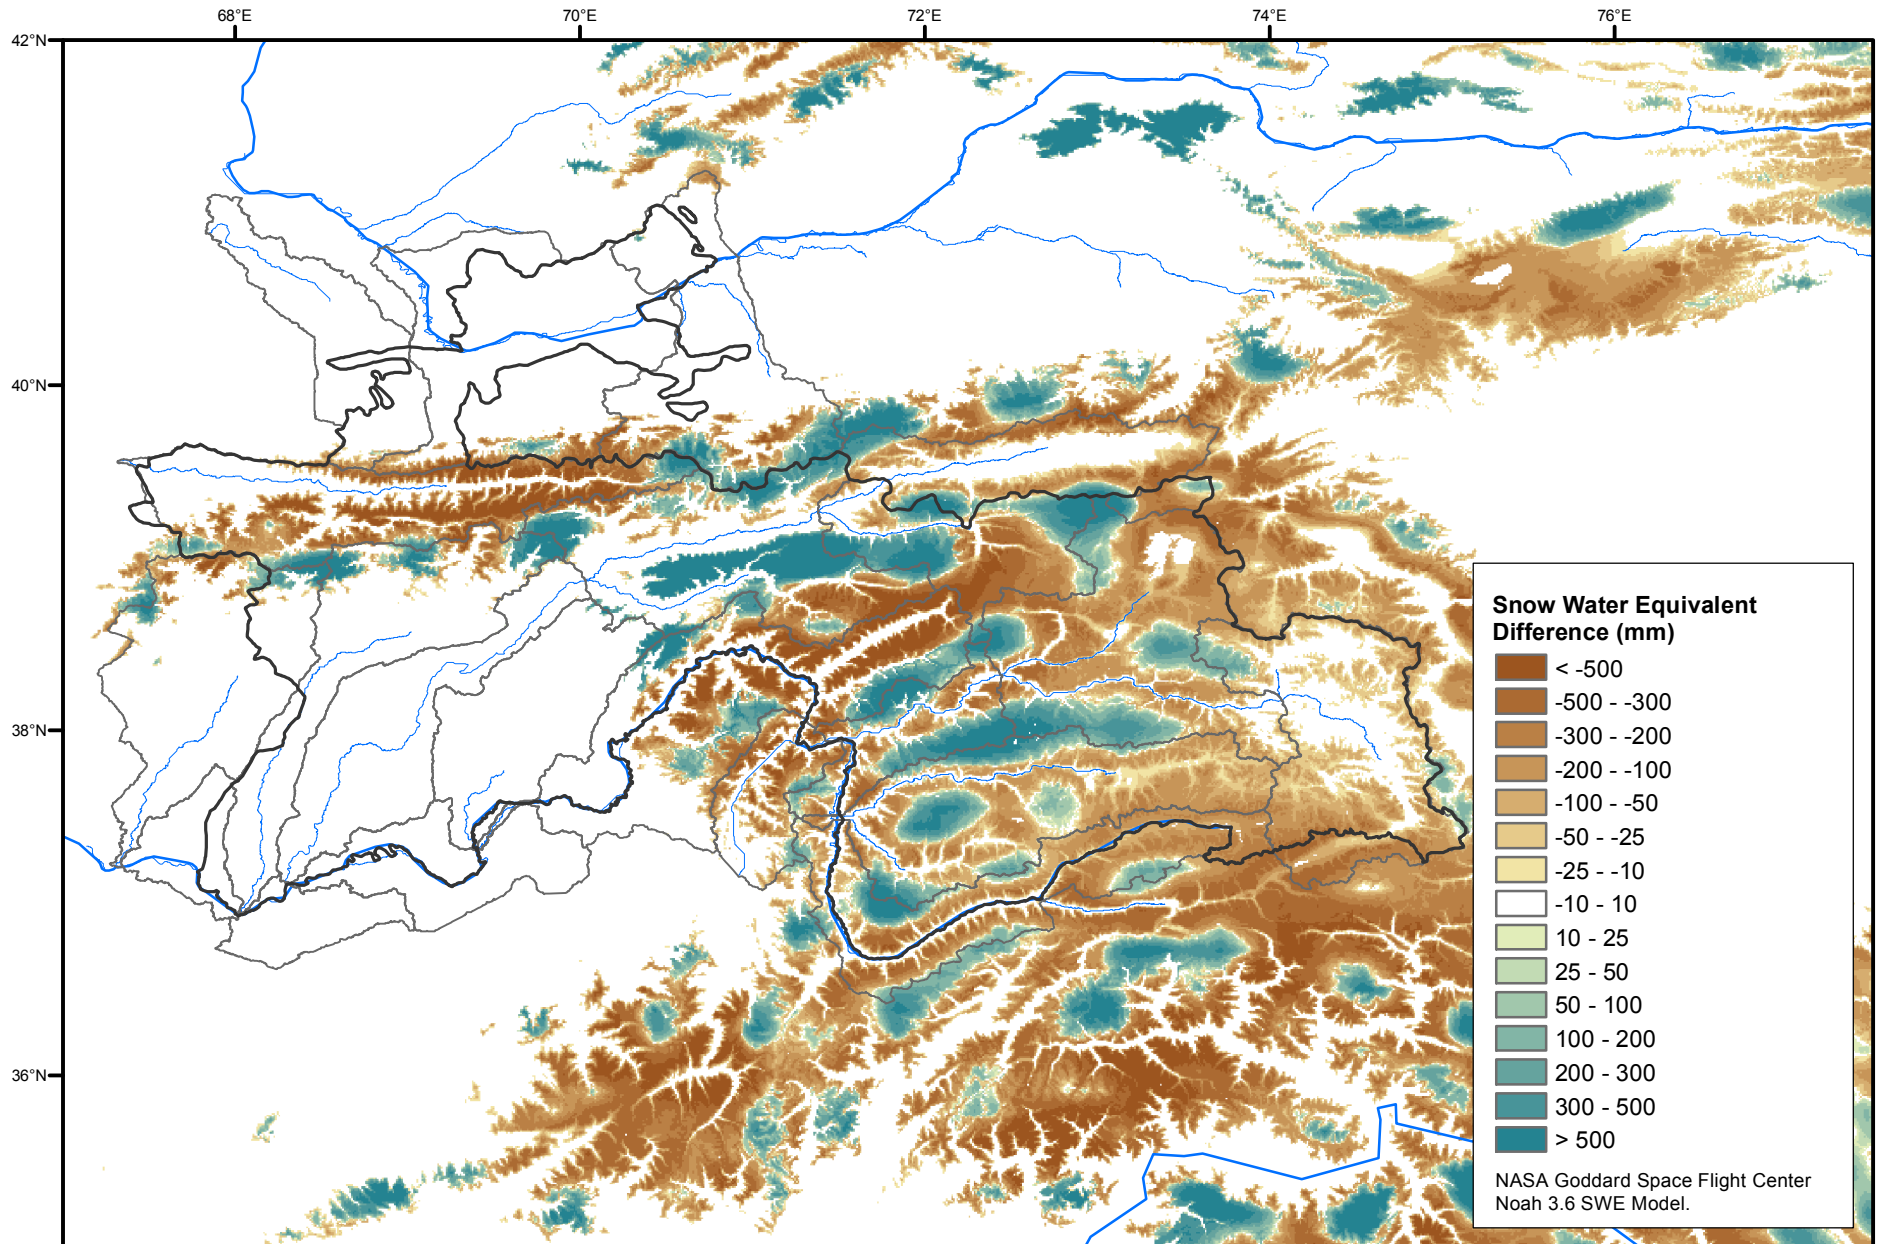 68°E
70°E
72°E
74°E
76°E
42°N
40°N
38°N
36°N
Snow Water Equivalent
Difference (mm)
< -500
-500 - -300
-300 - -200
-200 - -100
-100 - -50
-50 - -25
-25 - -10
-10 - 10
10 - 25
25 - 50
50 - 100
100 - 200
200 - 300
300 - 500
> 500
NASA Goddard Space Flight Center
Noah 3.6 SWE Model.